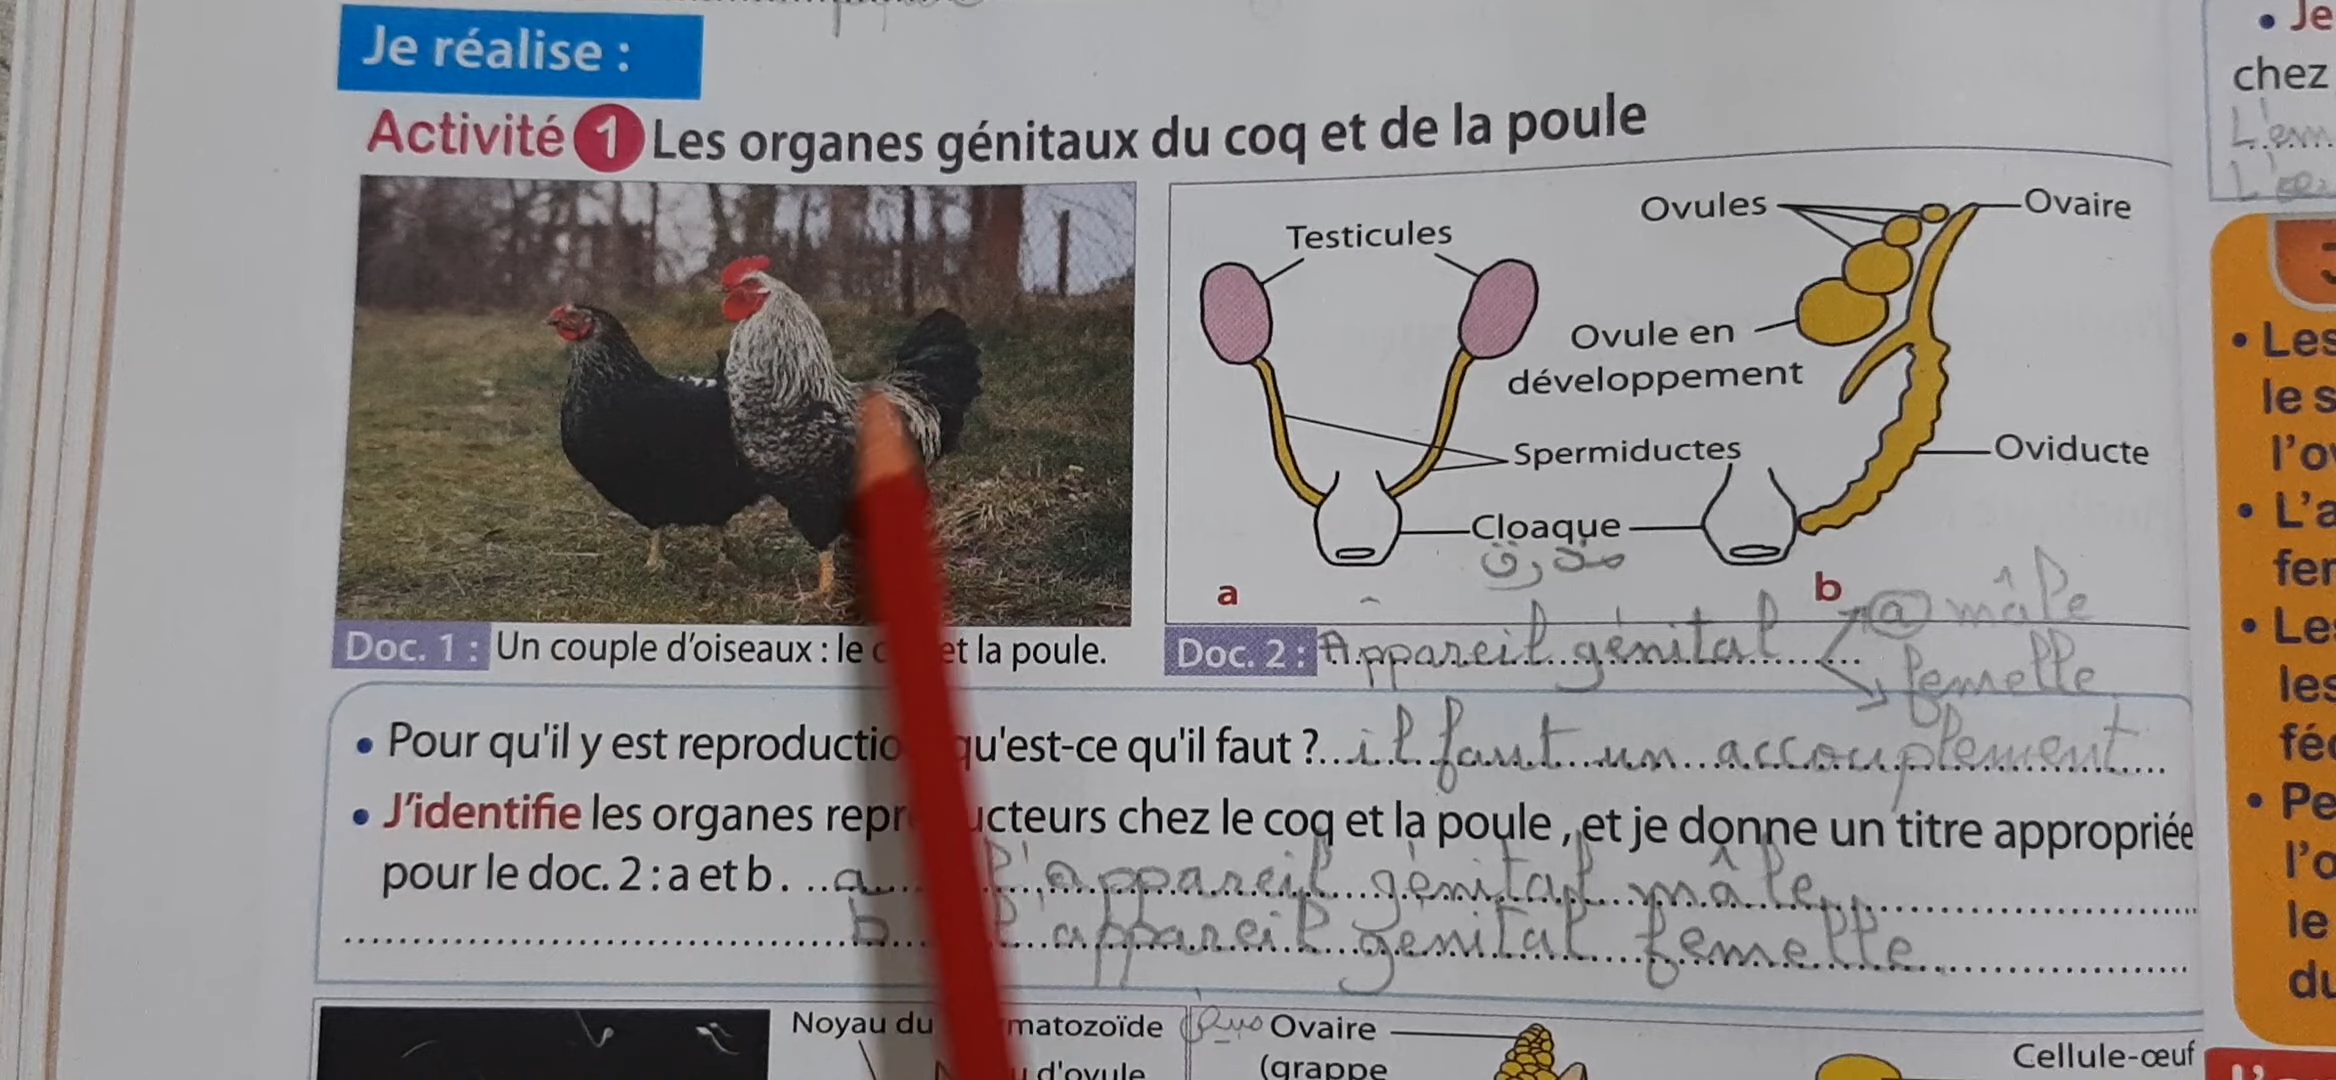 Je réalise :
Activité 1 Les organes génitaux du coq et de la poule
Testicules
Ovules
Ovaire
Ovule en
développement
Spermiductes
Oviducte
Cloaque
a
b
@ mâle
femelle
Doc. 1 : Un couple d'oiseaux : le et la poule.
Doc. 2 : Appareil génital
• Pour qu'il y est reproductio qu'est-ce qu'il faut ? il faut un accouplement
• J'identifie les organes repr ucteurs chez le coq et la poule , et je donne un titre appropriée
pour le doc. 2 : a et b . a l'appareil génital mâle
b l'appareil génital femelle
Noyau du matozoïde
d'ovule
Ovaire
(grappe
Cellule-œuf
• Je
chez
L'em
• Les
le s
l'ov
• L'a
fer
• Les
les
féc
• Pe
l'o
le
du